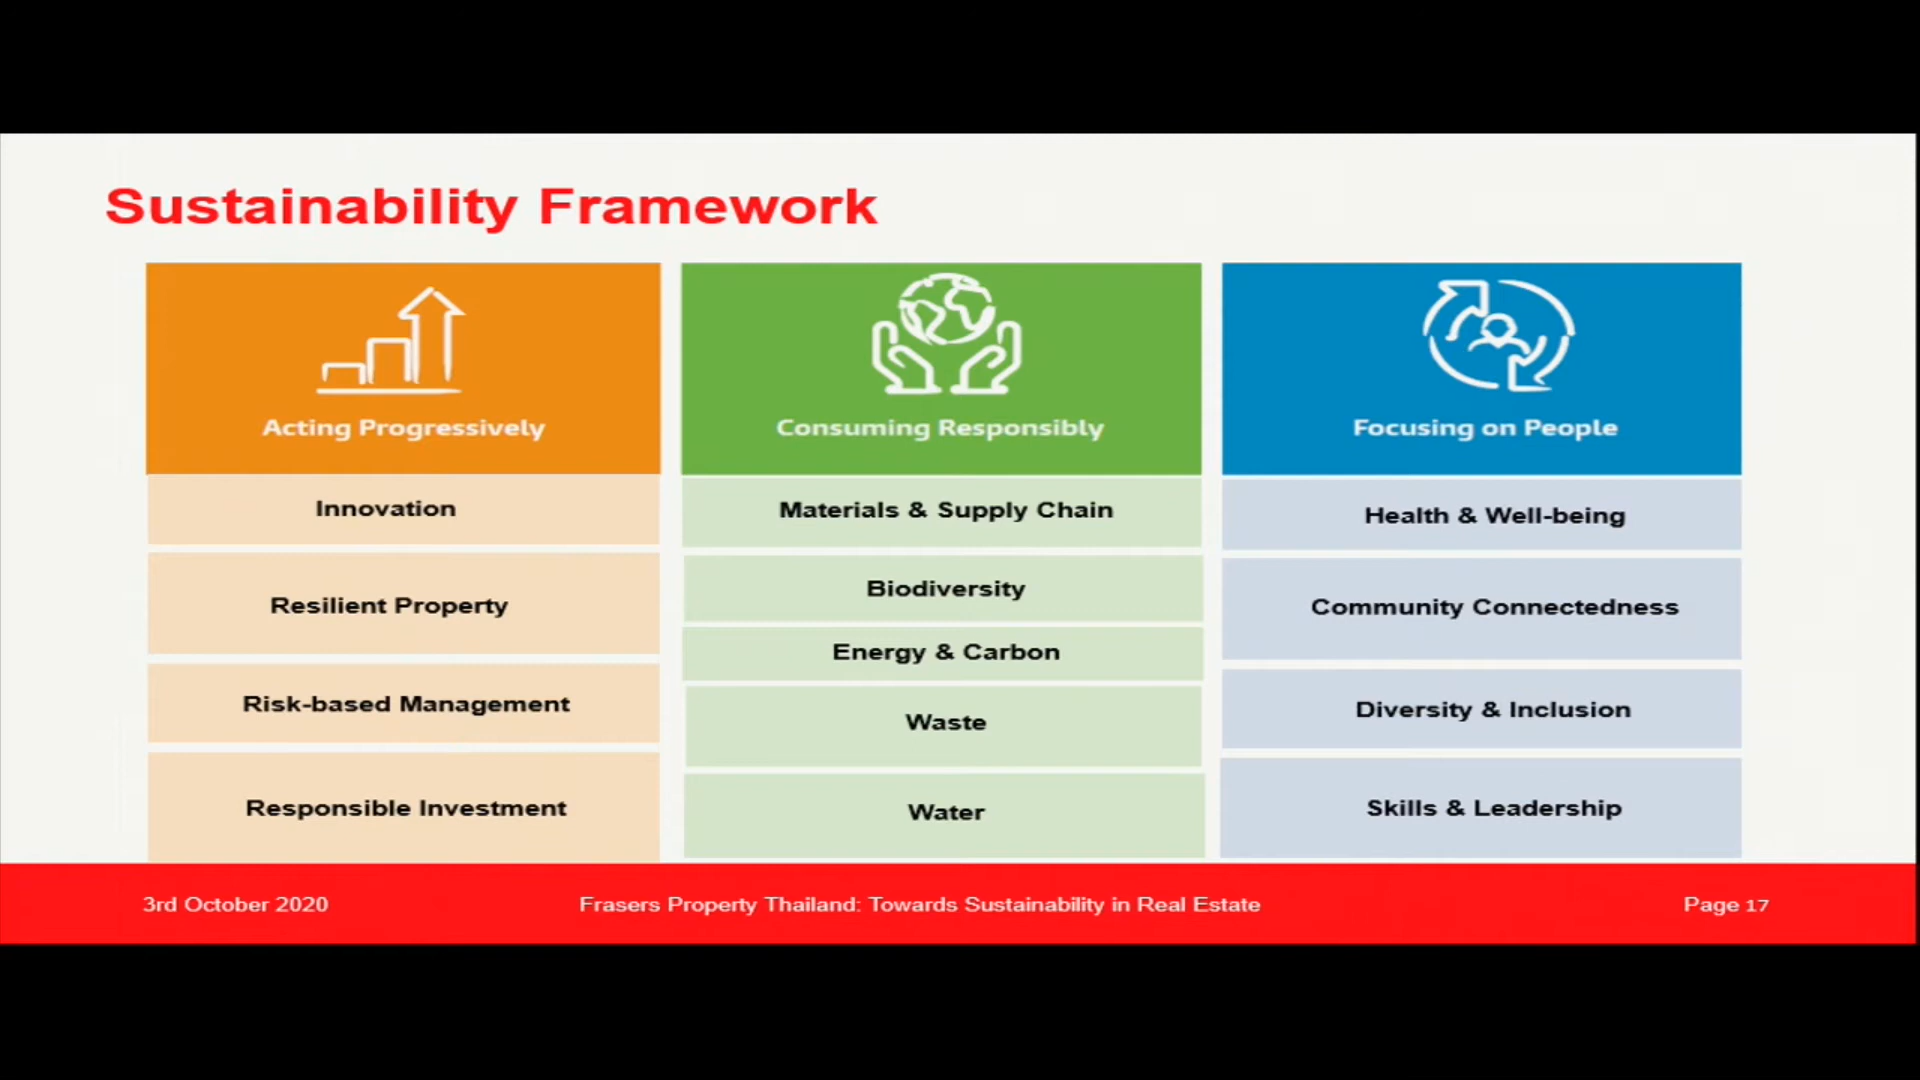 Sustainability Framework
Acting Progressively
Innovation
Resilient Property
Risk-based Management
Responsible Investment
Consuming Responsibly
Materials & Supply Chain
Biodiversity
Energy & Carbon
Waste
Water
Focusing on People
Health & Well-being
Community Connectedness
Diversity & Inclusion
Skills & Leadership
3rd October 2020
Frasers Property Thailand: Towards Sustainability in Real Estate
Page 17